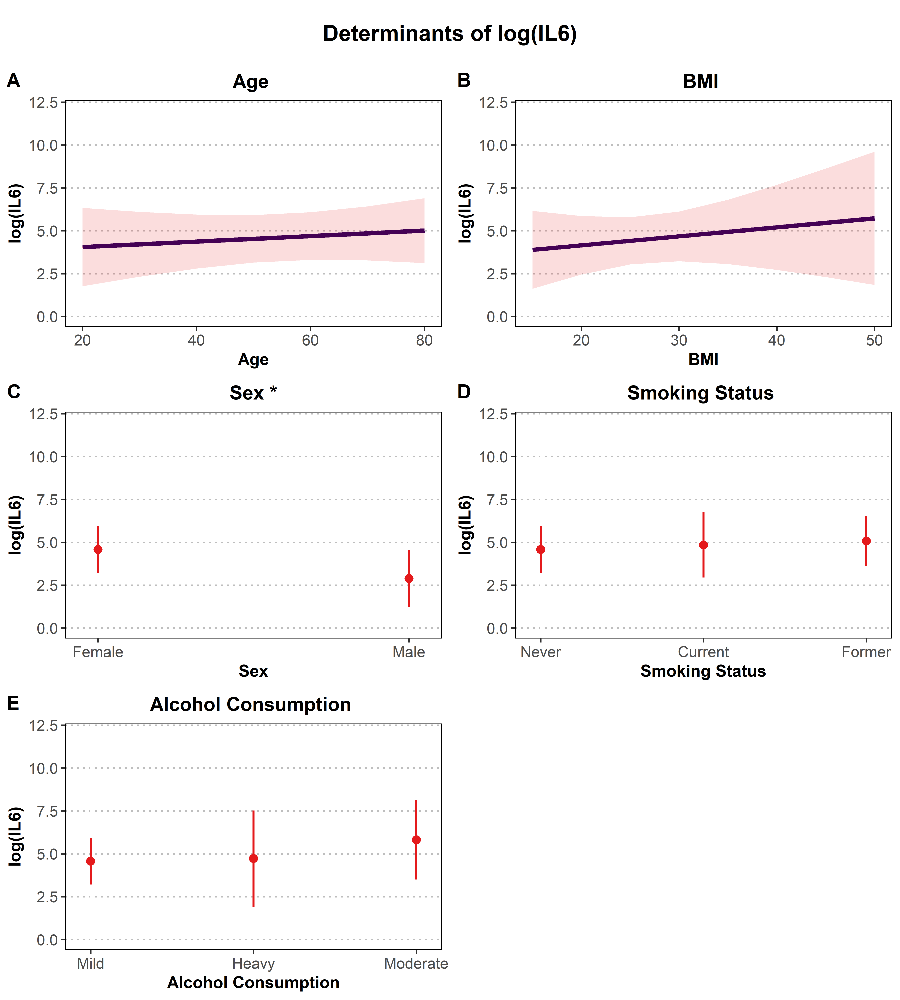 Determinants of log(IL6)
A
Age
12.5
10.0
7.5
5.0
2.5
0.0
log(IL6)
20 40 60 80
Age
B
BMI
12.5
10.0
7.5
5.0
2.5
0.0
log(IL6)
20 30 40 50
BMI
C
Sex *
12.5
10.0
7.5
5.0
2.5
0.0
log(IL6)
Female Male
Sex
D
Smoking Status
12.5
10.0
7.5
5.0
2.5
0.0
log(IL6)
Never Current Former
Smoking Status
E
Alcohol Consumption
12.5
10.0
7.5
5.0
2.5
0.0
log(IL6)
Mild Heavy Moderate
Alcohol Consumption